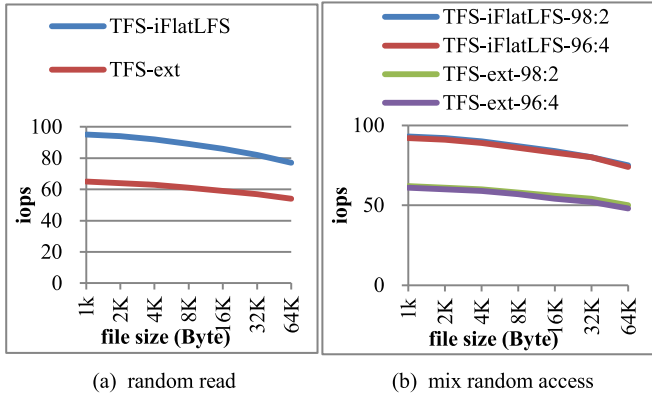 TFS-iFlatLFS
TFS-ext
100
80
60
40
20
0
iops
1k
2K
4K
8K
16K
32K
64K
file size (Byte)
(a) random read
TFS-iFlatLFS-98:2
TFS-iFlatLFS-96:4
TFS-ext-98:2
TFS-ext-96:4
100
50
0
iops
1k
2K
4K
8K
16K
32K
64K
file size (Byte)
(b) mix random access